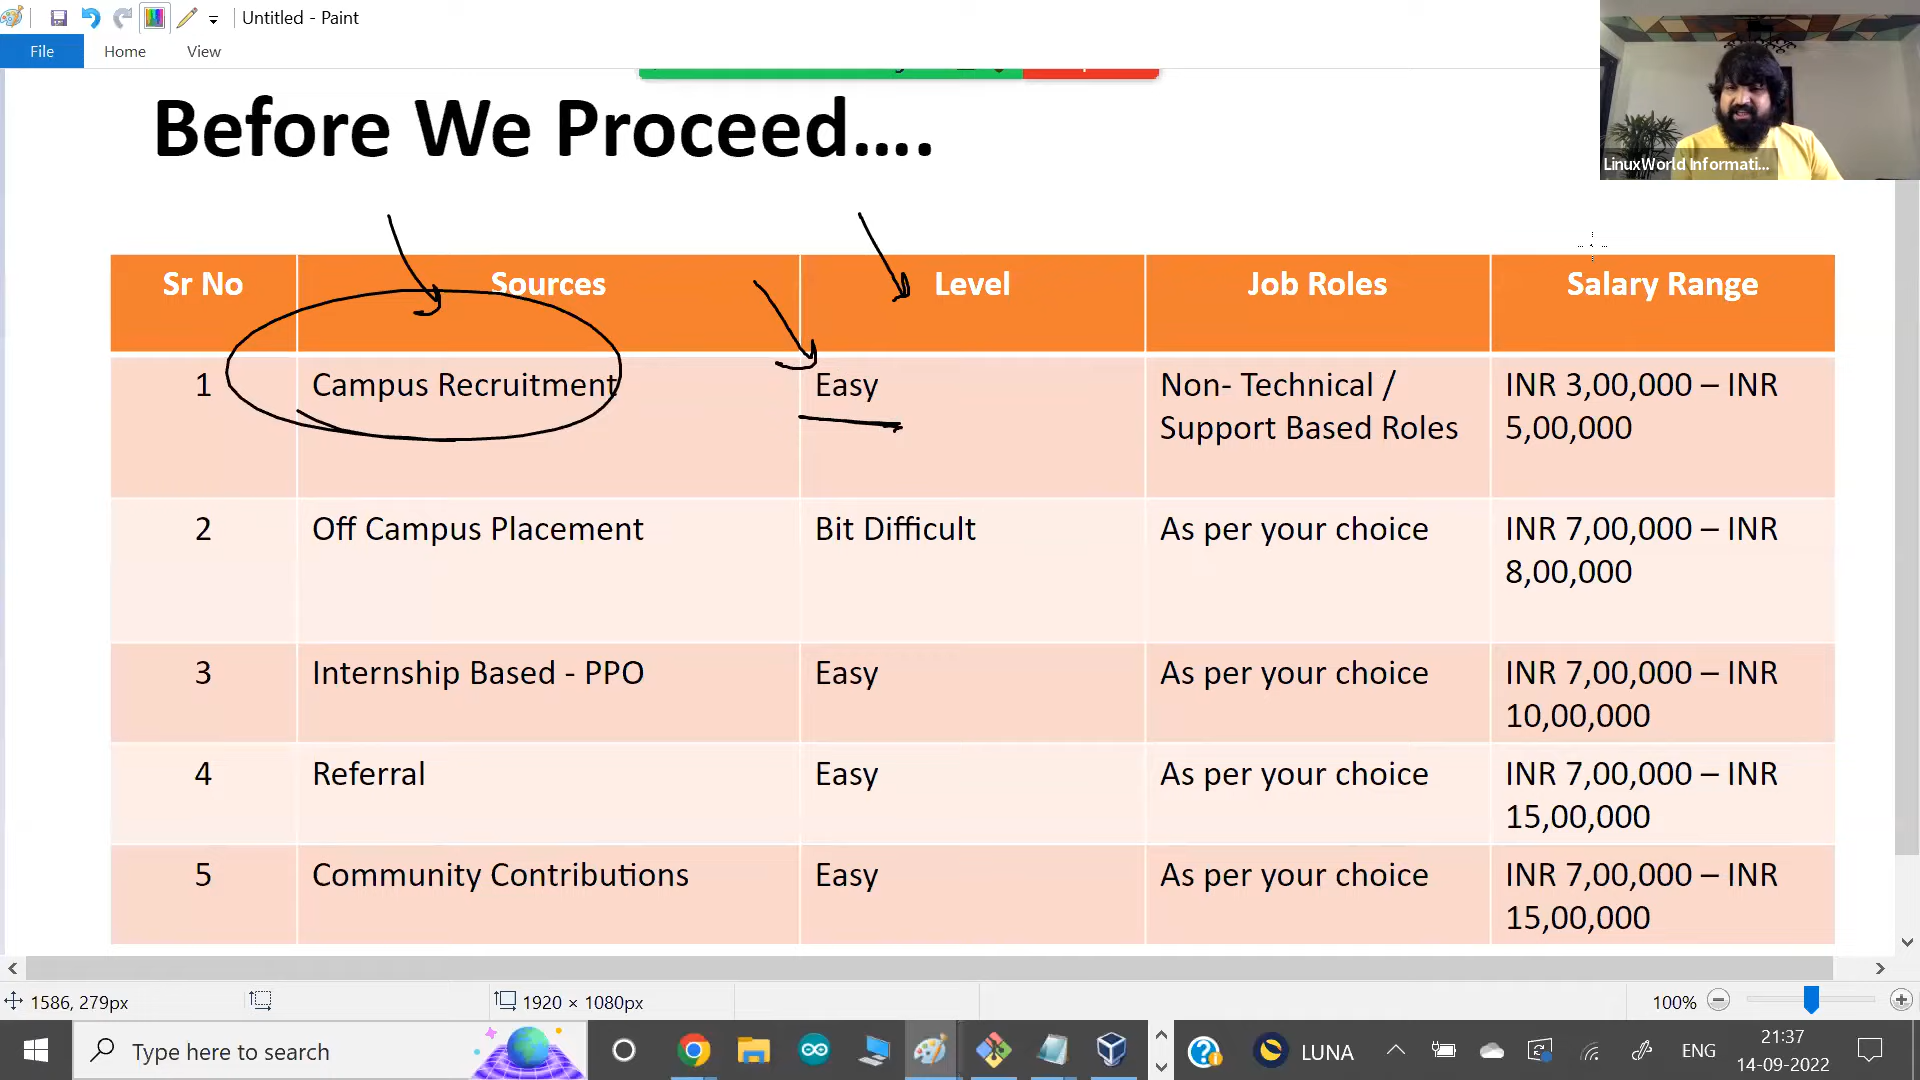 Untitled - Paint
File Home View
Before We Proceed....
LinuxWorld Informati...
Sr No Sources Level Job Roles Salary Range
1 Campus Recruitment Easy Non- Technical / INR 3,00,000 – INR
Support Based Roles 5,00,000
2 Off Campus Placement Bit Difficult As per your choice INR 7,00,000 – INR
8,00,000
3 Internship Based - PPO Easy As per your choice INR 7,00,000 – INR
10,00,000
4 Referral Easy As per your choice INR 7,00,000 – INR
15,00,000
5 Community Contributions Easy As per your choice INR 7,00,000 – INR
15,00,000
1586, 279px 1920 × 1080px 100%
Type here to search LUNA ENG 21:37
14-09-2022